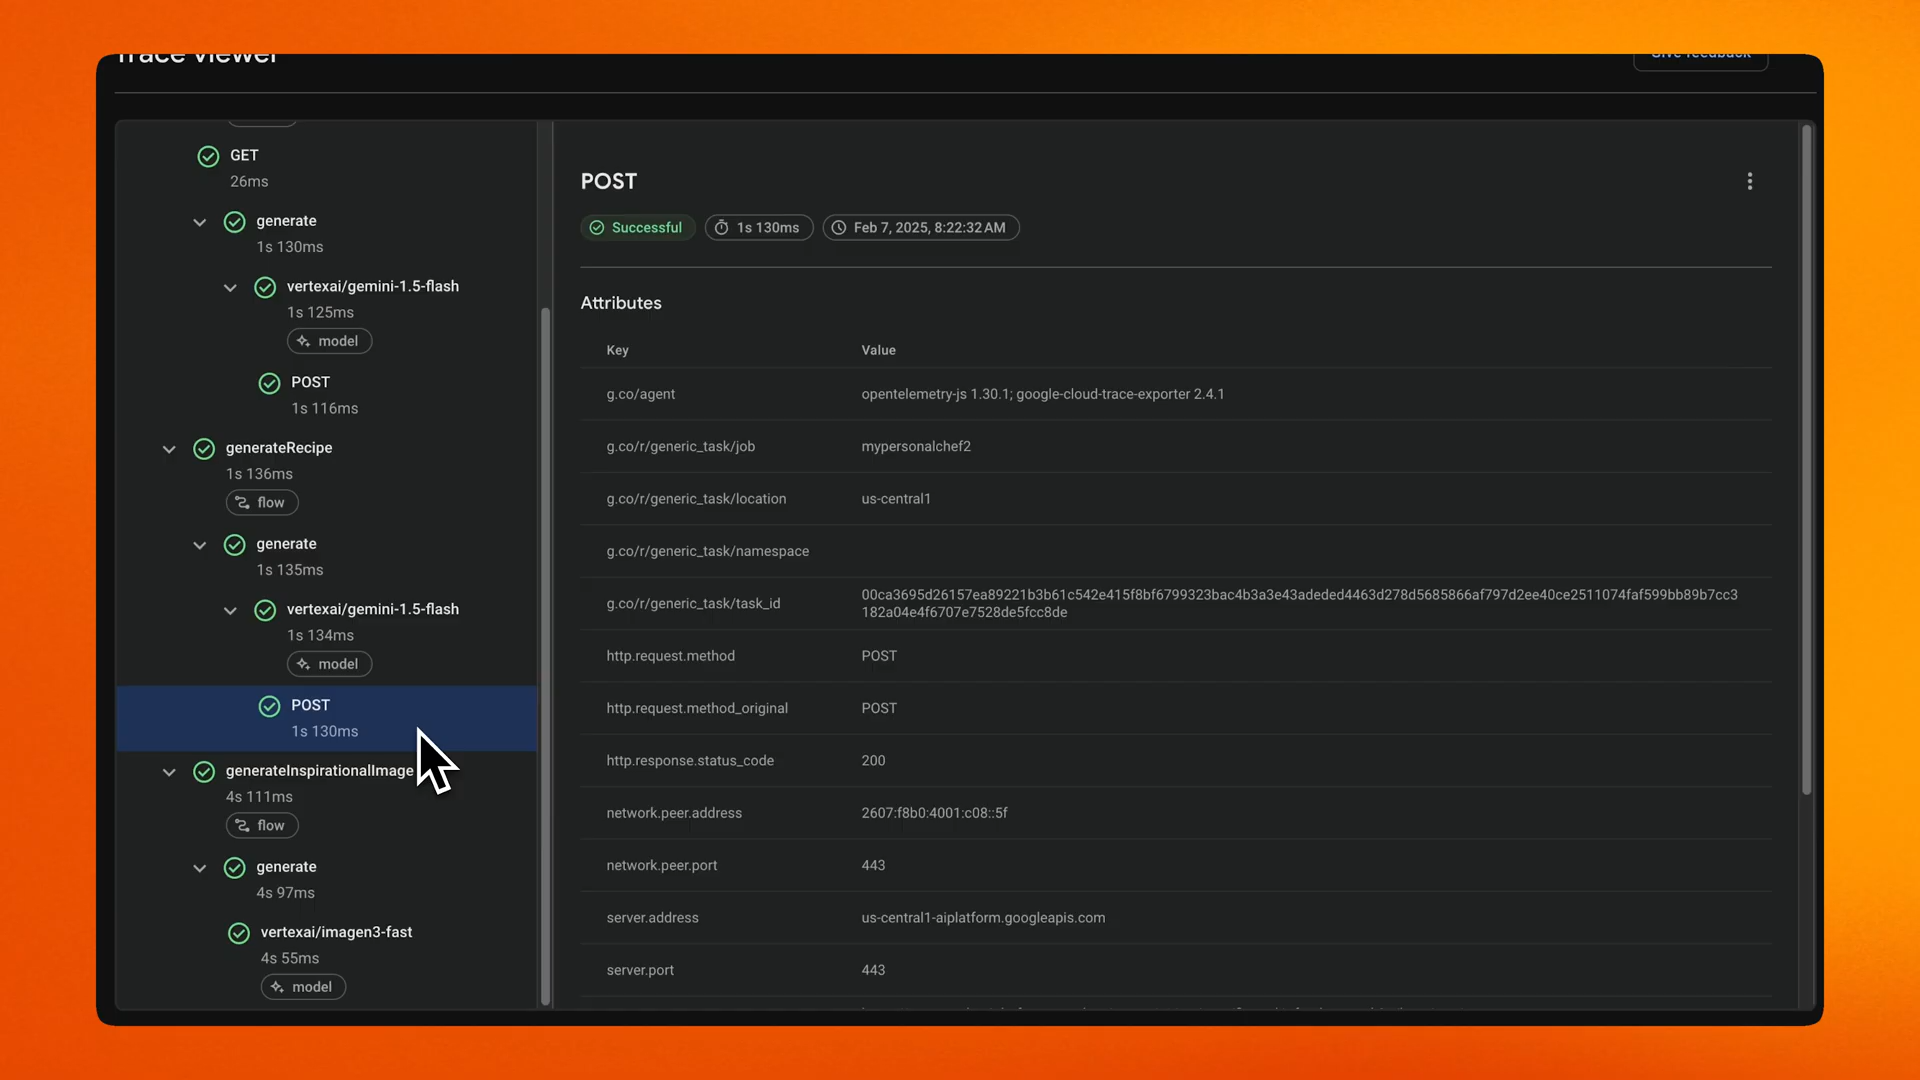 Trace Viewer
Give feedback
GET
26ms
generate
1s 130ms
vertexai/gemini-1.5-flash
1s 125ms
model
POST
1s 116ms
generateRecipe
1s 136ms
flow
generate
1s 135ms
vertexai/gemini-1.5-flash
1s 134ms
model
POST
1s 130ms
generateInspirationalImage
4s 111ms
flow
generate
4s 97ms
vertexai/imagen3-fast
4s 55ms
model
POST
Successful
1s 130ms
Feb 7, 2025, 8:22:32 AM
Attributes
Key Value
g.co/agent opentelemetry-js 1.30.1; google-cloud-trace-exporter 2.4.1
g.co/r/generic_task/job mypersonalchef2
g.co/r/generic_task/location us-central1
g.co/r/generic_task/namespace
g.co/r/generic_task/task_id 00ca3695d26157ea89221b3b61c542e415f8bf6799323bac4b3a3e43adeded4463d278d5685866af797d2ee40ce2511074faf599bb89b7cc3
182a04e4f6707e7528de5fcc8de
http.request.method POST
http.request.method_original POST
http.response.status_code 200
network.peer.address 2607:f8b0:4001:c08::5f
network.peer.port 443
server.address us-central1-aiplatform.googleapis.com
server.port 443